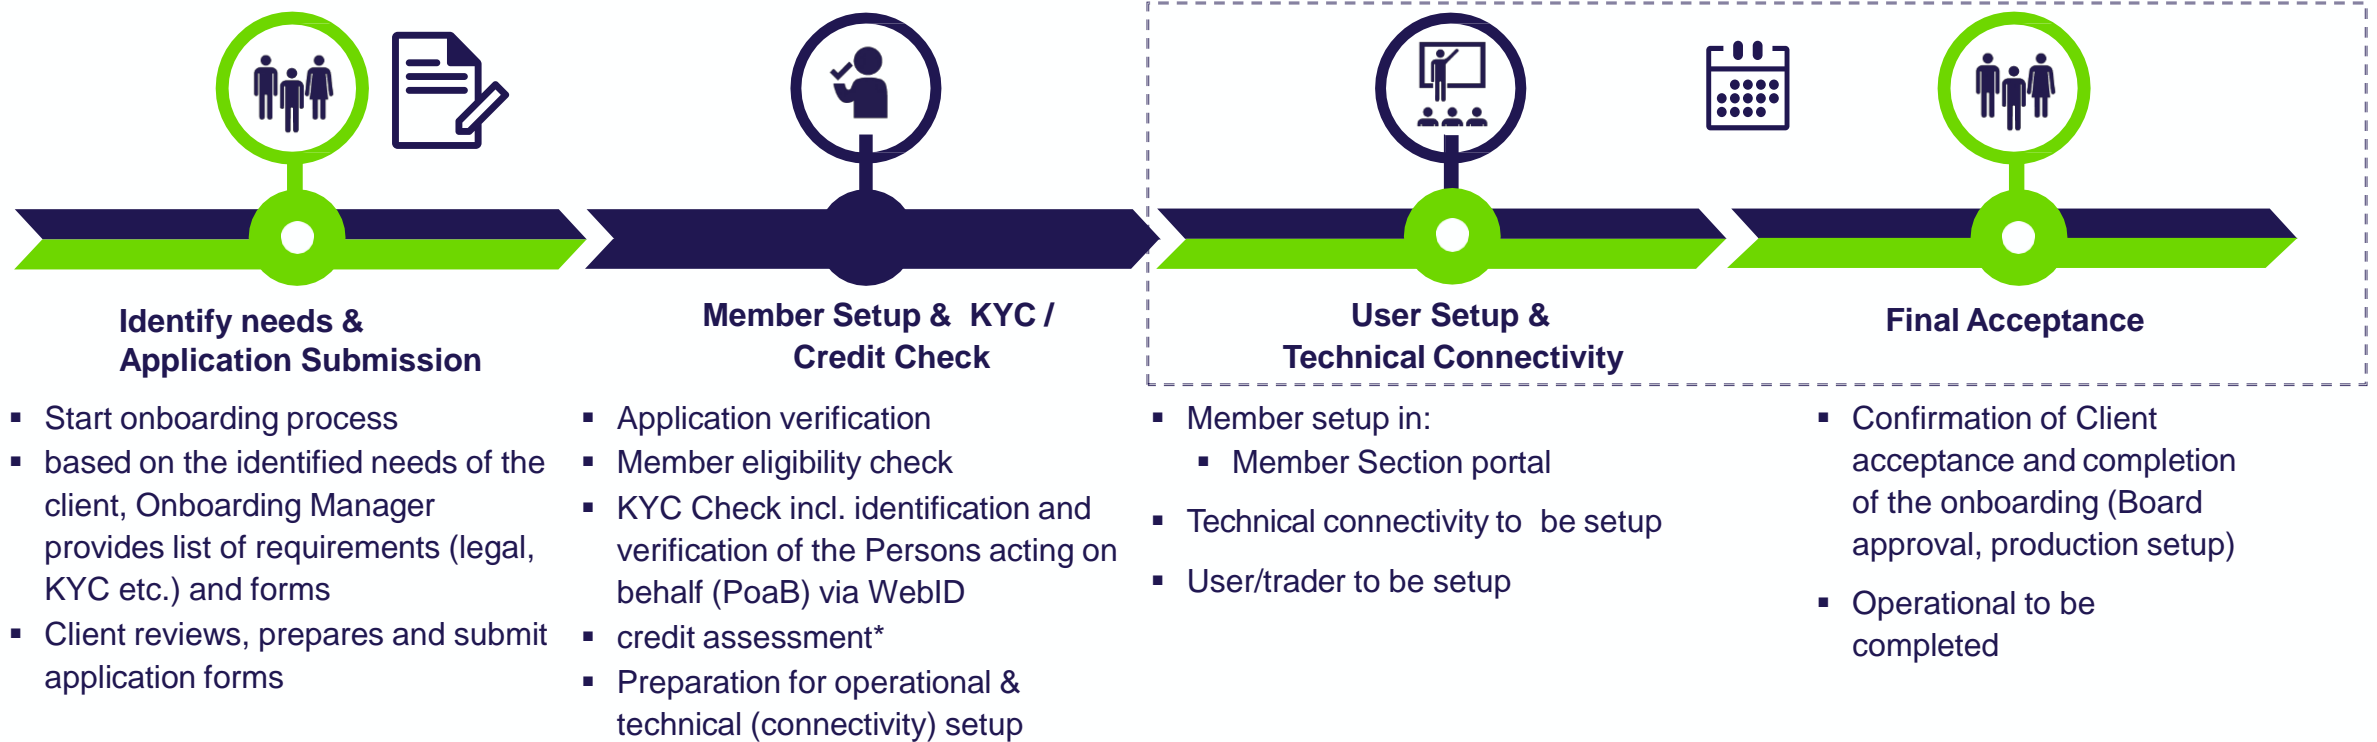 Identify needs &
Application Submission
▪ Start onboarding process
▪ based on the identified needs of the
client, Onboarding Manager
provides list of requirements (legal,
KYC etc.) and forms
▪ Client reviews, prepares and submit
application forms
Member Setup & KYC /
Credit Check
▪ Application verification
▪ Member eligibility check
▪ KYC Check incl. identification and
verification of the Persons acting on
behalf (PoaB) via WebID
▪ credit assessment*
▪ Preparation for operational &
technical (connectivity) setup
User Setup &
Technical Connectivity
▪ Member setup in:
▪ Member Section portal
▪ Technical connectivity to be setup
▪ User/trader to be setup
Final Acceptance
▪ Confirmation of Client
acceptance and completion
of the onboarding (Board
approval, production setup)
▪ Operational to be
completed